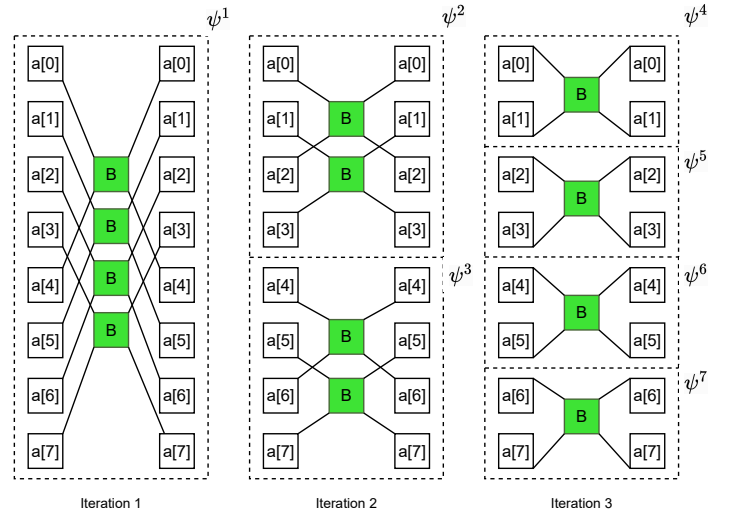 ψ¹
a[0] a[0]
a[1] a[1]
a[2] B a[2]
a[3] B a[3]
a[4] B a[4]
a[5] B a[5]
a[6] a[6]
a[7] a[7]
Iteration 1
ψ²
a[0] a[0]
a[1] B a[1]
a[2] B a[2]
a[3] a[3]
ψ³
a[4] a[4]
a[5] B a[5]
a[6] B a[6]
a[7] a[7]
Iteration 2
ψ⁴
a[0] a[0]
B
a[1] a[1]
ψ⁵
a[2] a[2]
B
a[3] a[3]
ψ⁶
a[4] a[4]
B
a[5] a[5]
ψ⁷
a[6] a[6]
B
a[7] a[7]
Iteration 3